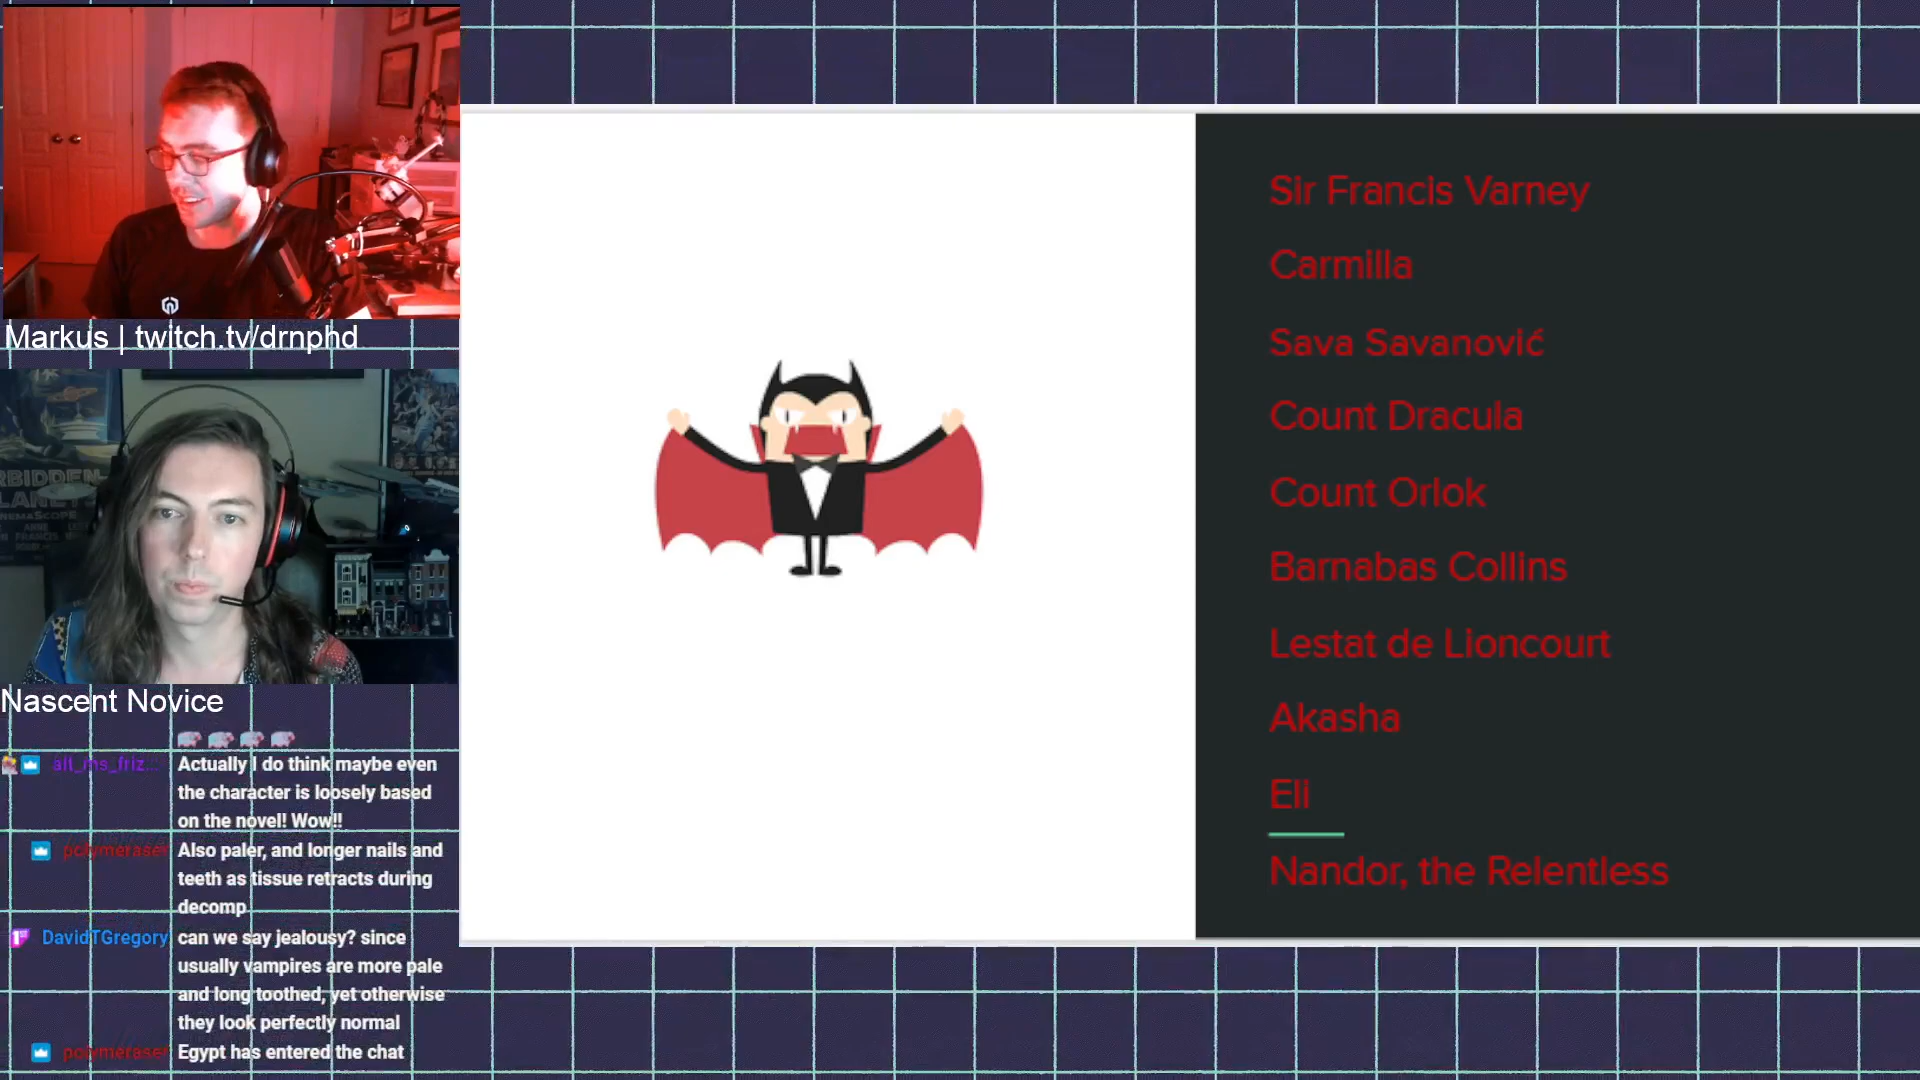 Markus | twitch.tv/drnphd
Nascent Novice
Actually I do think maybe even
the character is loosely based
on the novel! Wow!!
Also paler, and longer nails and
teeth as tissue retracts during
decomp
DavidTGregory
can we say jealousy? since
usually vampires are more pale
and long toothed, yet otherwise
they look perfectly normal
Egypt has entered the chat
Sir Francis Varney
Carmilla
Sava Savanović
Count Dracula
Count Orlok
Barnabas Collins
Lestat de Lioncourt
Akasha
Eli
Nandor, the Relentless